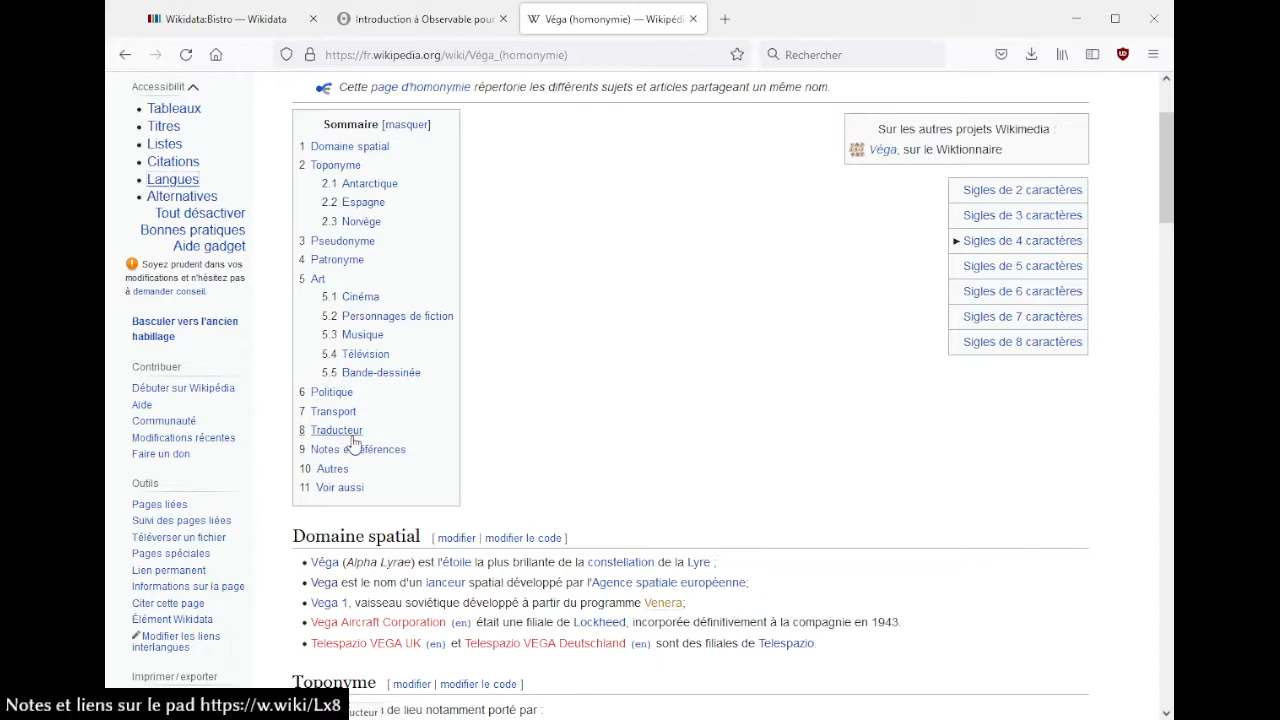 Wikidata:Bistro — Wikidata
Introduction à Observable pour
Véga (homonymie) — Wikipédi
https://fr.wikipedia.org/wiki/Véga_(homonymie)
Rechercher
Accessibilit
Tableaux
Titres
Listes
Citations
Langues
Alternatives
Tout désactiver
Bonnes pratiques
Aide gadget
Soyez prudent dans vos
modifications et n'hésitez pas
à demander conseil.
Basculer vers l'ancien
habillage
Contribuer
Débuter sur Wikipédia
Aide
Communauté
Modifications récentes
Faire un don
Outils
Pages liées
Suivi des pages liées
Téléverser un fichier
Pages spéciales
Lien permanent
Informations sur la page
Citer cette page
Élément Wikidata
Modifier les liens
interlangues
Imprimer / exporter
Cette page d'homonymie répertorie les différents sujets et articles partageant un même nom.
Sommaire [masquer]
1 Domaine spatial
2 Toponyme
2.1 Antarctique
2.2 Espagne
2.3 Norvège
3 Pseudonyme
4 Patronyme
5 Art
5.1 Cinéma
5.2 Personnages de fiction
5.3 Musique
5.4 Télévision
5.5 Bande-dessinée
6 Politique
7 Transport
8 Traducteur
9 Notes et références
10 Autres
11 Voir aussi
Sur les autres projets Wikimedia :
Véga, sur le Wiktionnaire
Sigles de 2 caractères
Sigles de 3 caractères
► Sigles de 4 caractères
Sigles de 5 caractères
Sigles de 6 caractères
Sigles de 7 caractères
Sigles de 8 caractères
Domaine spatial [ modifier | modifier le code ]
• Véga (Alpha Lyrae) est l'étoile la plus brillante de la constellation de la Lyre ;
• Vega est le nom d'un lanceur spatial développé par l'Agence spatiale européenne;
• Vega 1, vaisseau soviétique développé à partir du programme Venera;
• Vega Aircraft Corporation (en) était une filiale de Lockheed, incorporée définitivement à la compagnie en 1943.
• Telespazio VEGA UK (en) et Telespazio VEGA Deutschland (en) sont des filiales de Telespazio.
Toponyme [ modifier | modifier le code ]
de lieu notamment porté par :
Notes et liens sur le pad https://w.wiki/Lx8
ducteur